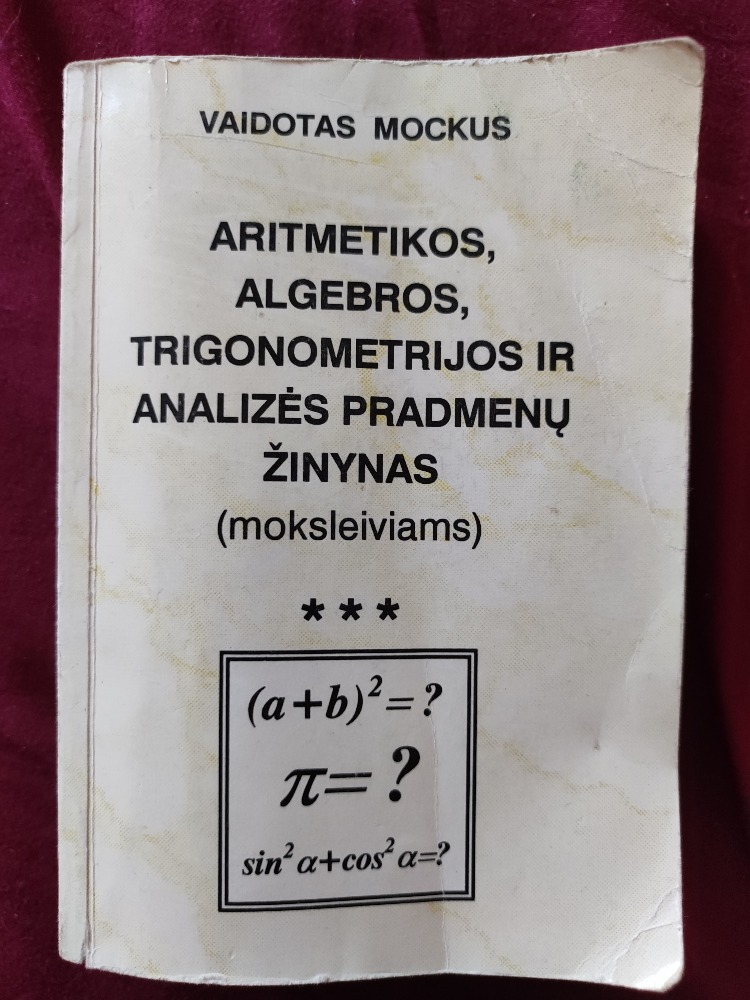 VAIDOTAS MOCKUS
ARITMETIKOS,
ALGEBROS,
TRIGONOMETRIJOS IR
ANALIZĖS PRADMENŲ
ŽINYNAS
(moksleiviams)
***
(a+b)²=?
π=?
sin²α+cos²α=?